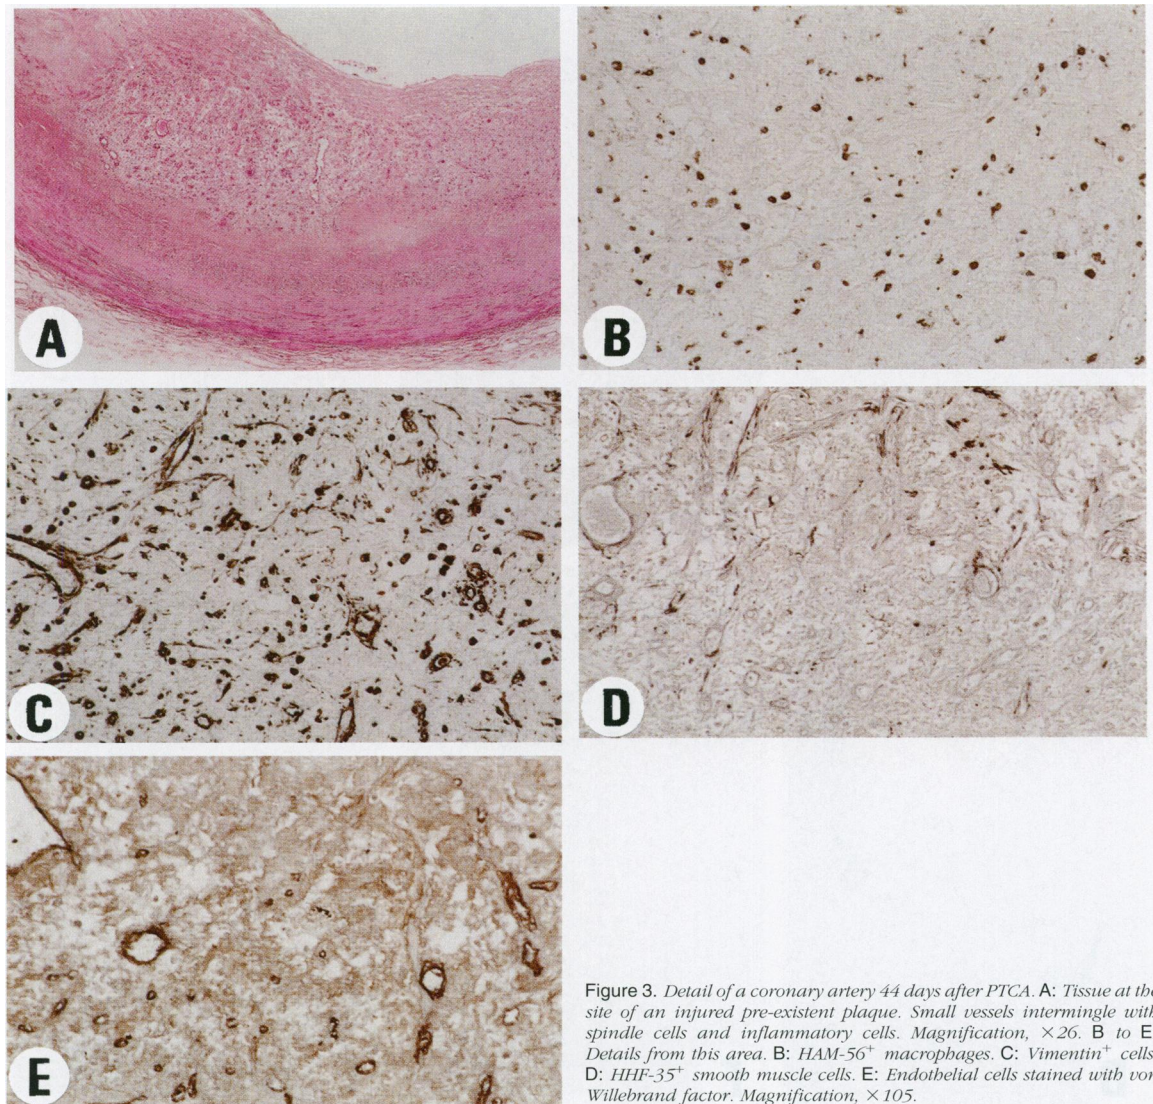 A
B
C
D
E
Figure 3. Detail of a coronary artery 44 days after PTCA. A: Tissue at the
site of an injured pre-existent plaque. Small vessels intermingle with
spindle cells and inflammatory cells. Magnification, ×26. B to E
Details from this area. B: HAM-56+ macrophages. C: Vimentin+ cells
D: HHF-35+ smooth muscle cells. E: Endothelial cells stained with von
Willebrand factor. Magnification, ×105.